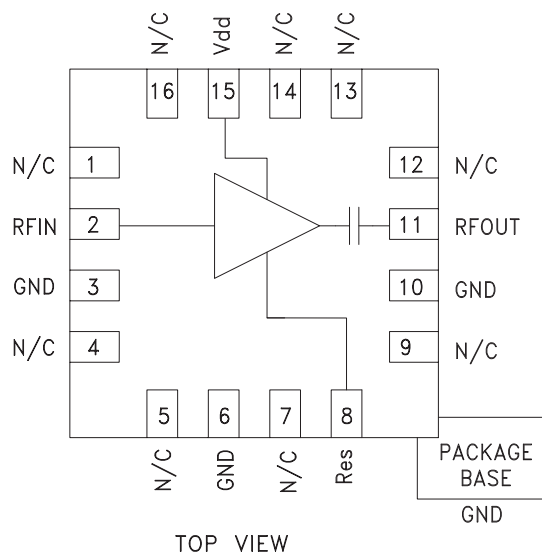 N/C
Vdd
N/C
N/C
16
15
14
13
N/C
1
12
N/C
RFIN
2
11
RFOUT
GND
3
10
GND
N/C
4
9
N/C
5
6
7
8
N/C
GND
N/C
Res
PACKAGE
BASE
GND
TOP VIEW